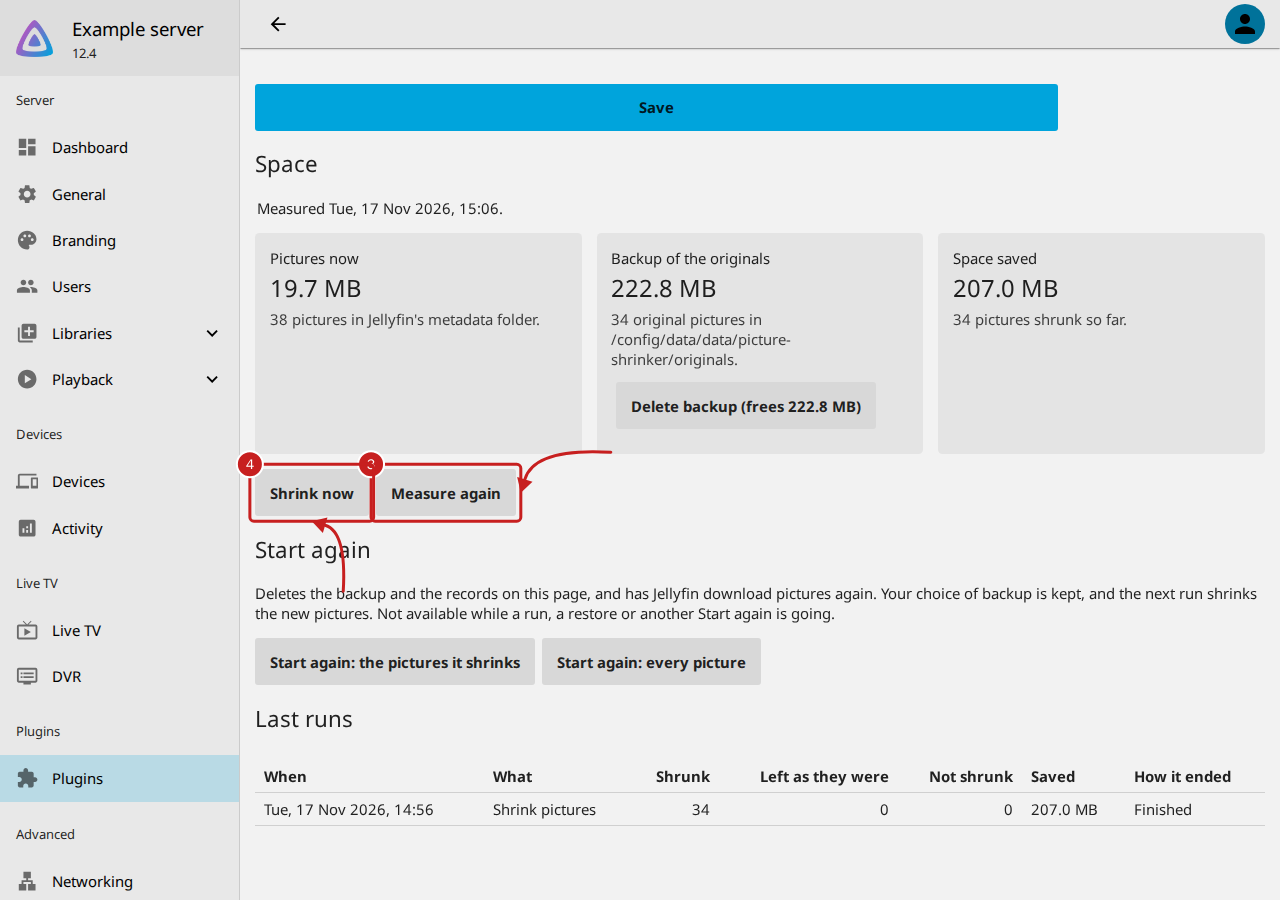 Example server
12.4
Server
Dashboard
General
Branding
Users
Libraries
Playback
Devices
Devices
Activity
Live TV
Live TV
DVR
Plugins
Plugins
Advanced
Networking
Save
Space
Measured Tue, 17 Nov 2026, 15:06.
Pictures now
19.7 MB
38 pictures in Jellyfin's metadata folder.
Backup of the originals
222.8 MB
34 original pictures in
/config/data/data/picture-
shrinker/originals.
Delete backup (frees 222.8 MB)
Space saved
207.0 MB
34 pictures shrunk so far.
4 3
Shrink now Measure again
Start again
Deletes the backup and the records on this page, and has Jellyfin download pictures again. Your choice of backup is kept, and the next run shrinks
the new pictures. Not available while a run, a restore or another Start again is going.
Start again: the pictures it shrinks Start again: every picture
Last runs
When What Shrunk Left as they were Not shrunk Saved How it ended
Tue, 17 Nov 2026, 14:56 Shrink pictures 34 0 0 207.0 MB Finished